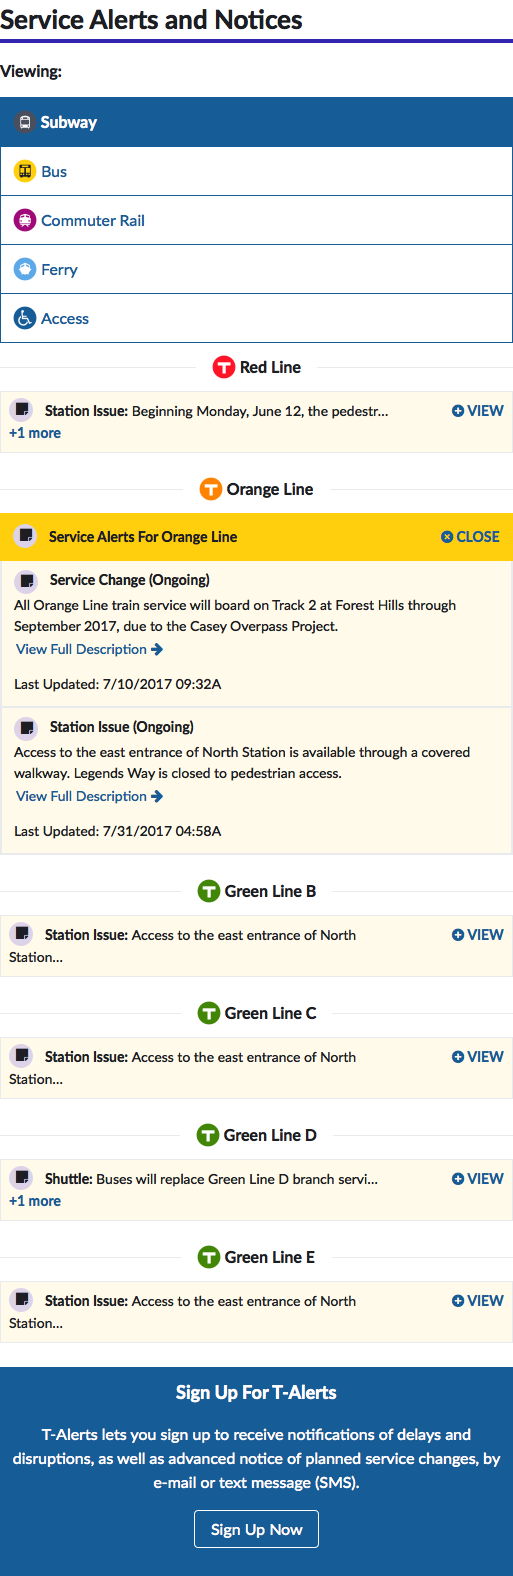 Service Alerts and Notices
Viewing:
Subway
Bus
Commuter Rail
Ferry
Access
T Red Line
Station Issue: Beginning Monday, June 12, the pedestr... VIEW
+1 more
T Orange Line
Service Alerts For Orange Line CLOSE
Service Change (Ongoing)
All Orange Line train service will board on Track 2 at Forest Hills through
September 2017, due to the Casey Overpass Project.
View Full Description
Last Updated: 7/10/2017 09:32A
Station Issue (Ongoing)
Access to the east entrance of North Station is available through a covered
walkway. Legends Way is closed to pedestrian access.
View Full Description
Last Updated: 7/31/2017 04:58A
T Green Line B
Station Issue: Access to the east entrance of North VIEW
Station...
T Green Line C
Station Issue: Access to the east entrance of North VIEW
Station...
T Green Line D
Shuttle: Buses will replace Green Line D branch servi... VIEW
+1 more
T Green Line E
Station Issue: Access to the east entrance of North VIEW
Station...
Sign Up For T-Alerts
T-Alerts lets you sign up to receive notifications of delays and
disruptions, as well as advanced notice of planned service changes, by
e-mail or text message (SMS).
Sign Up Now